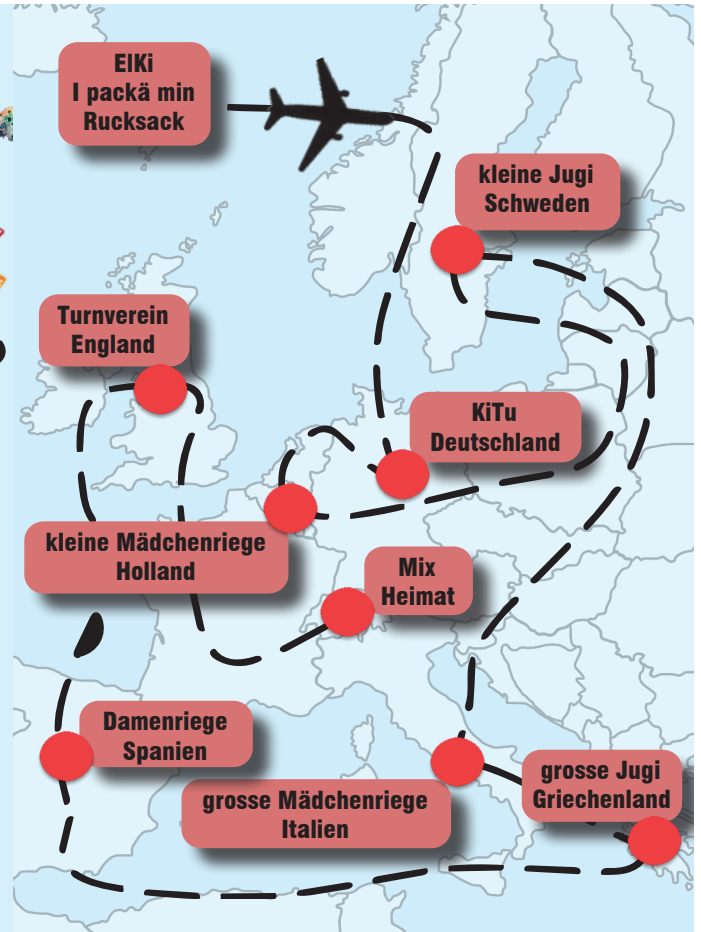 ElKi
I packä min
Rucksack
kleine Jugi
Schweden
Turnverein
England
KiTu
Deutschland
kleine Mädchenriege
Holland
Mix
Heimat
Damenriege
Spanien
grosse Mädchenriege
Italien
grosse Jugi
Griechenland